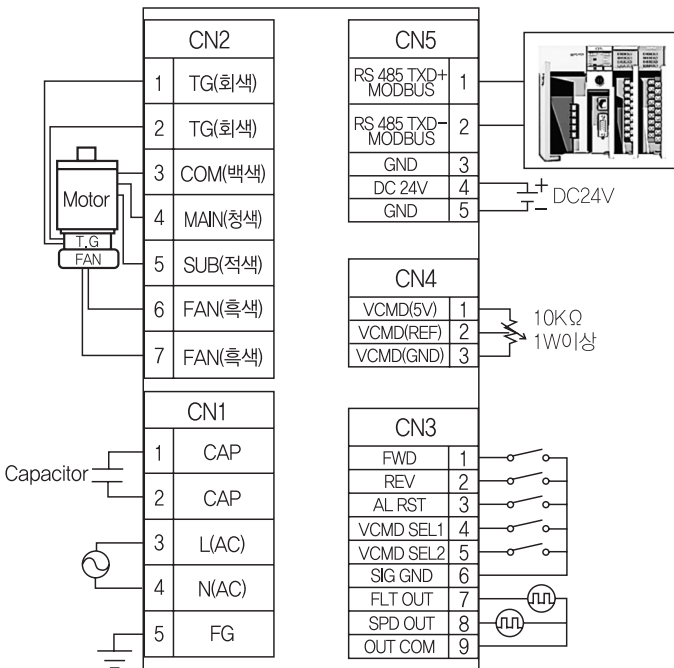 CN2
1 TG(회색)
2 TG(회색)
3 COM(백색)
4 MAIN(청색)
5 SUB(적색)
6 FAN(흑색)
7 FAN(흑색)
Motor
T.G
FAN
CN1
1 CAP
2 CAP
3 L(AC)
4 N(AC)
5 FG
Capacitor
CN5
RS 485 TXD+
MODBUS 1
RS 485 TXD-
MODBUS 2
GND 3
DC 24V 4
GND 5
DC24V
CN4
VCMD(5V) 1
VCMD(REF) 2
VCMD(GND) 3
10KΩ
1W이상
CN3
FWD 1
REV 2
AL RST 3
VCMD SEL1 4
VCMD SEL2 5
SIG GND 6
FLT OUT 7
SPD OUT 8
OUT COM 9